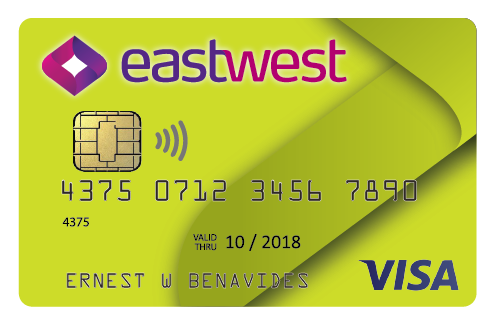 eastwest
4375 0712 3456 7890
4375
VALID
THRU 10 / 2018
ERNEST W BENAVIDES
VISA